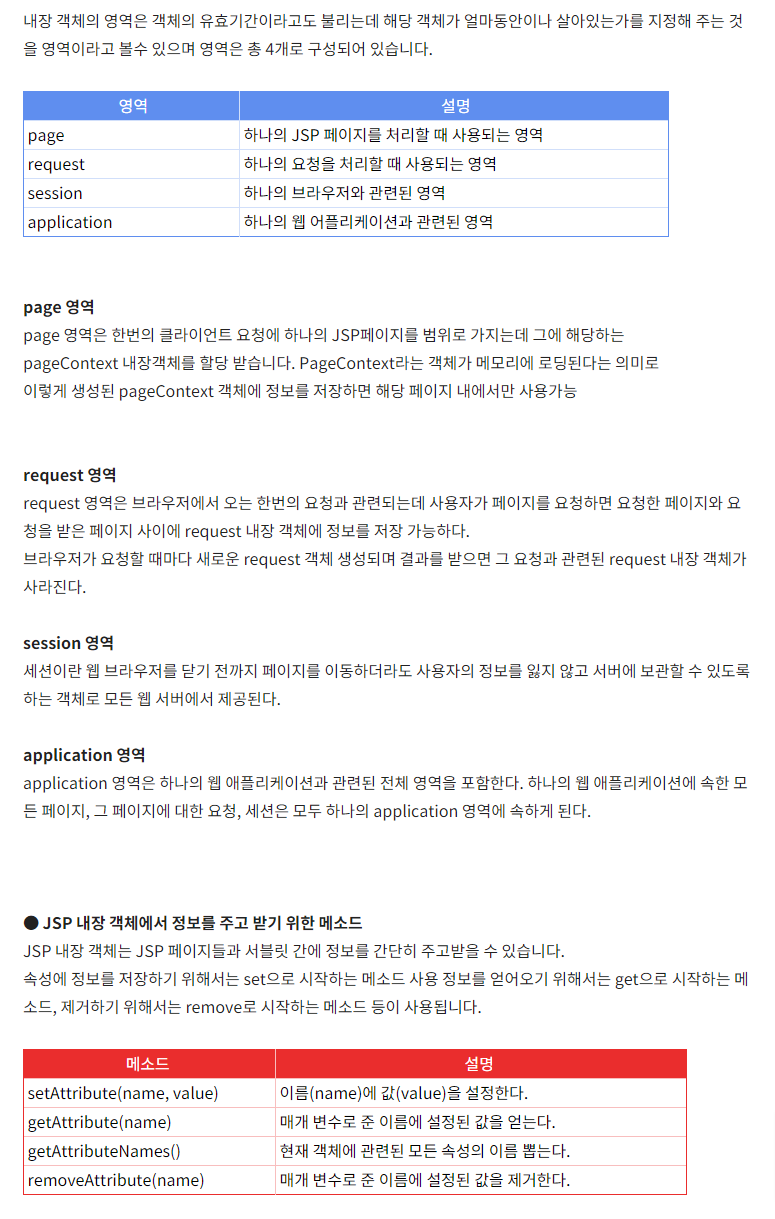 내장 객체의 영역은 객체의 유효기간이라고도 불리는데 해당 객체가 얼마동안이나 살아있는가를 지정해 주는 것
을 영역이라고 볼수 있으며 영역은 총 4개로 구성되어 있습니다.
영역 설명
page 하나의 JSP 페이지를 처리할 때 사용되는 영역
request 하나의 요청을 처리할 때 사용되는 영역
session 하나의 브라우저와 관련된 영역
application 하나의 웹 어플리케이션과 관련된 영역
page 영역
page 영역은 한번의 클라이언트 요청에 하나의 JSP페이지를 범위로 가지는데 그에 해당하는
pageContext 내장객체를 할당 받습니다. PageContext라는 객체가 메모리에 로딩된다는 의미로
이렇게 생성된 pageContext 객체에 정보를 저장하면 해당 페이지 내에서만 사용가능
request 영역
request 영역은 브라우저에서 오는 한번의 요청과 관련되는데 사용자가 페이지를 요청하면 요청한 페이지와 요
청을 받은 페이지 사이에 request 내장 객체에 정보를 저장 가능하다.
브라우저가 요청할 때마다 새로운 request 객체 생성되며 결과를 받으면 그 요청과 관련된 request 내장 객체가
사라진다.
session 영역
세션이란 웹 브라우저를 닫기 전까지 페이지를 이동하더라도 사용자의 정보를 잃지 않고 서버에 보관할 수 있도록
하는 객체로 모든 웹 서버에서 제공된다.
application 영역
application 영역은 하나의 웹 애플리케이션과 관련된 전체 영역을 포함한다. 하나의 웹 애플리케이션에 속한 모
든 페이지, 그 페이지에 대한 요청, 세션은 모두 하나의 application 영역에 속하게 된다.
● JSP 내장 객체에서 정보를 주고 받기 위한 메소드
JSP 내장 객체는 JSP 페이지들과 서블릿 간에 정보를 간단히 주고받을 수 있습니다.
속성에 정보를 저장하기 위해서는 set으로 시작하는 메소드 사용 정보를 얻어오기 위해서는 get으로 시작하는 메
소드, 제거하기 위해서는 remove로 시작하는 메소드 등이 사용됩니다.
메소드 설명
setAttribute(name, value) 이름(name)에 값(value)을 설정한다.
getAttribute(name) 매개 변수로 준 이름에 설정된 값을 얻는다.
getAttributeNames() 현재 객체에 관련된 모든 속성의 이름 뽑는다.
removeAttribute(name) 매개 변수로 준 이름에 설정된 값을 제거한다.